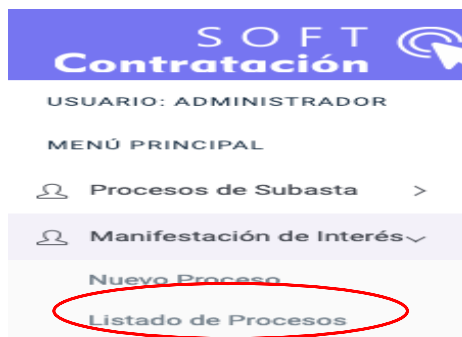 SOFT
Contratación
USUARIO: ADMINISTRADOR
MENÚ PRINCIPAL
Procesos de Subasta >
Manifestación de Interés
Nuevo Proceso
Listado de Procesos